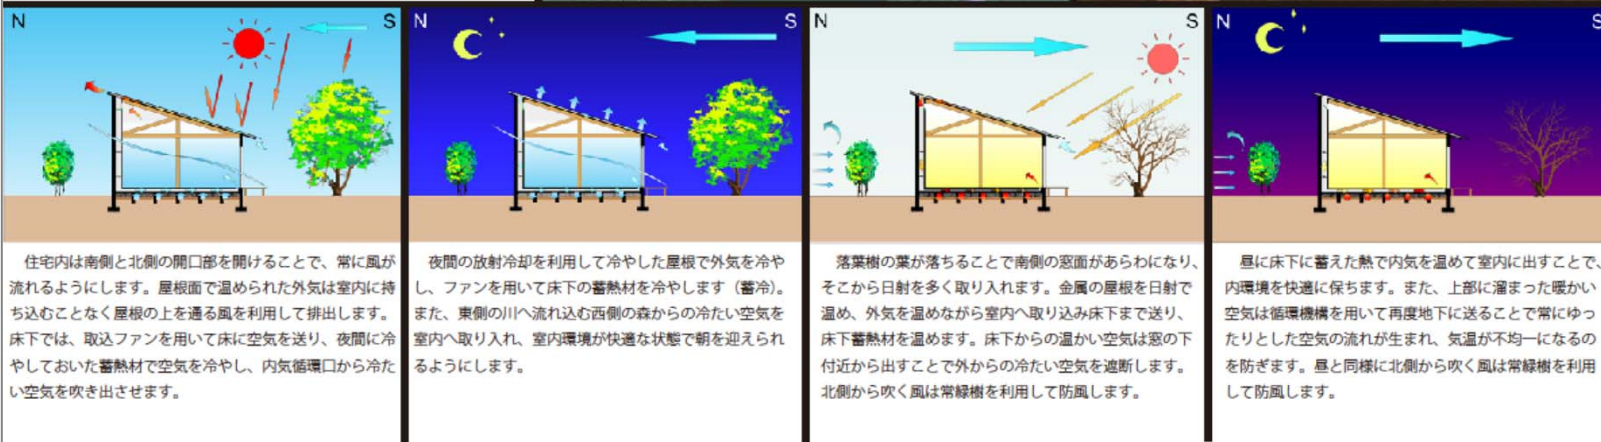 N
S
住宅内は南側と北側の開口部を開けることで、常に風が
流れるようにします。屋根面で温められた外気は室内に持
ち込むことなく屋根の上を通る風を利用して排出します。
床下では、取込ファンを用いて床に空気を送り、夜間に冷
やしておいた蓄熱材で空気を冷やし、内気循環口から冷た
い空気を吹き出させます。
N
S
夜間の放射冷却を利用して冷やした屋根で外気を冷や
し、ファンを用いて床下の蓄熱材を冷やします（蓄冷）。
また、東側の川へ流れ込む西側の森からの冷たい空気を
室内へ取り入れ、室内環境が快適な状態で朝を迎えられ
るようにします。
N
S
落葉樹の葉が落ちることで南側の窓面があらわになり、
そこから日射を多く取り入れます。金属の屋根を日射で
温め、外気を温めながら室内へ取り込み床下まで送り、
床下蓄熱材を温めます。床下からの温かい空気は窓の下
付近から出すことで外からの冷たい空気を遮断します。
北側から吹く風は常緑樹を利用して防風します。
N
S
昼に床下に蓄えた熱で内気を温めて室内に出すことで、
内環境を快適に保ちます。また、上部に溜まった暖かい
空気は循環機構を用いて再度地下に送ることで常にゆっ
たりとした空気の流れが生まれ、気温が不均一になるの
を防ぎます。昼と同様に北側から吹く風は常緑樹を利用
して防風します。